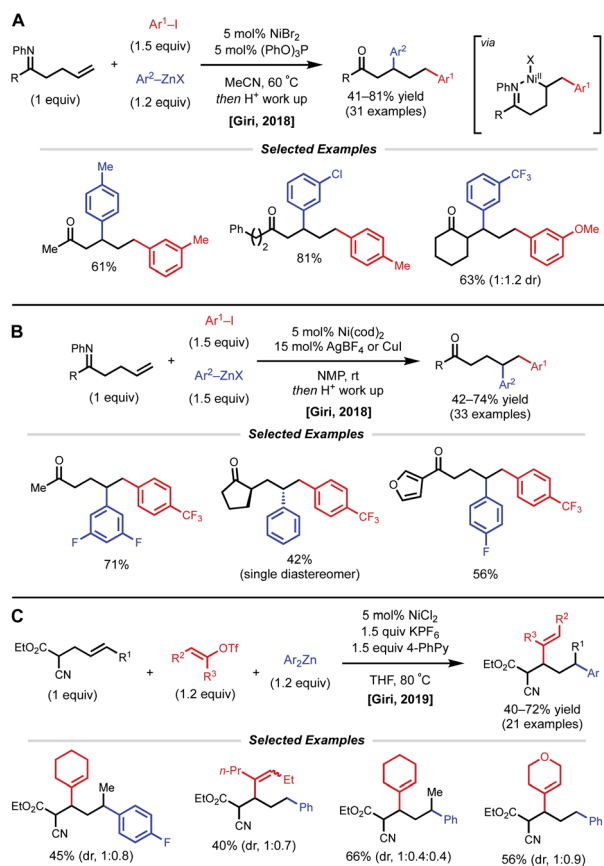 A
PhN
R
(1 equiv)
+
Ar1–I
(1.5 equiv)
Ar2–ZnX
(1.2 equiv)
5 mol% NiBr2
5 mol% (PhO)3P
MeCN, 60 °C
then H+ work up
[Giri, 2018]
O
R
Ar2
Ar1
41–81% yield
(31 examples)
via
X
NiII
PhN
R
Ar1
Selected Examples
Me
O
Me
Me
61%
Cl
O
Ph
( )2
Me
81%
CF3
O
OMe
63% (1:1.2 dr)
B
PhN
R
(1 equiv)
+
Ar1–I
(1.5 equiv)
Ar2–ZnX
(1.5 equiv)
5 mol% Ni(cod)2
15 mol% AgBF4 or CuI
NMP, rt
then H+ work up
[Giri, 2018]
O
R
Ar1
Ar2
42–74% yield
(33 examples)
Selected Examples
O
Me
CF3
F
F
71%
O
CF3
42%
(single diastereomer)
O
O
CF3
F
56%
C
EtO2C
CN
R1
(1 equiv)
+
R2
OTf
R3
(1.2 equiv)
+
Ar2Zn
(1.2 equiv)
5 mol% NiCl2
1.5 quiv KPF6
1.5 equiv 4-PhPy
THF, 80 °C
[Giri, 2019]
R2
R3
R1
EtO2C
Ar
CN
40–72% yield
(21 examples)
Selected Examples
Me
EtO2C
CN
F
45% (dr, 1:0.8)
n-Pr
Et
EtO2C
Ph
CN
40% (dr, 1:0.7)
Me
EtO2C
Ph
CN
66% (dr, 1:0.4:0.4)
O
EtO2C
Ph
CN
56% (dr, 1:0.9)